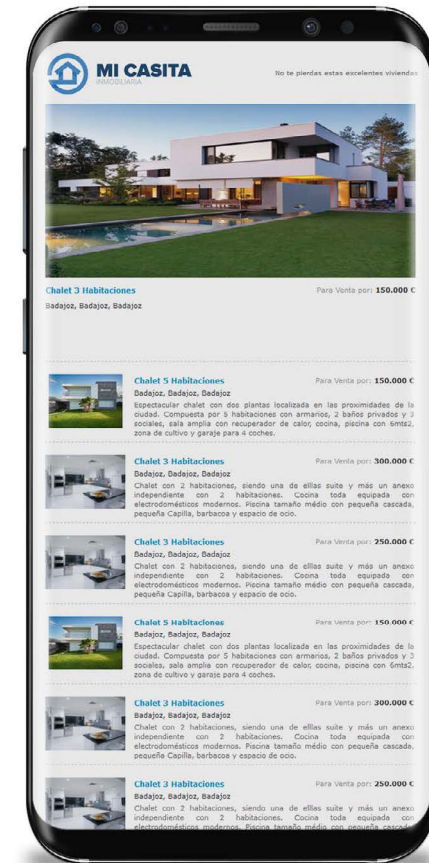 MI CASITA
INMOBILIARIA
No te pierdas estas excelentes viviendas
Chalet 3 Habitaciones
Para Venta por: 150.000 €
Badajoz, Badajoz, Badajoz
Chalet 5 Habitaciones
Para Venta por: 150.000 €
Badajoz, Badajoz, Badajoz
Espectacular chalet con dos plantas localizada en las proximidades de la
ciudad. Compuesta por 5 habitaciones con armarios, 2 baños privados y 3
sociales, sala amplia con recuperador de calor, cocina, piscina con 6mts2,
zona de cultivo y garaje para 4 coches.
Chalet 3 Habitaciones
Para Venta por: 300.000 €
Badajoz, Badajoz, Badajoz
Chalet con 2 habitaciones, siendo una de elllas suite y más un anexo
independiente con 2 habitaciones. Cocina toda equipada con
electrodomésticos modernos. Piscina tamaño médio con pequeña cascada,
pequeña Capilla, barbacoa y espacio de ocio.
Chalet 3 Habitaciones
Para Venta por: 250.000 €
Badajoz, Badajoz, Badajoz
Chalet con 2 habitaciones, siendo una de elllas suite y más un anexo
independiente con 2 habitaciones. Cocina toda equipada con
electrodomésticos modernos. Piscina tamaño médio con pequeña cascada,
pequeña Capilla, barbacoa y espacio de ocio.
Chalet 5 Habitaciones
Para Venta por: 150.000 €
Badajoz, Badajoz, Badajoz
Espectacular chalet con dos plantas localizada en las proximidades de la
ciudad. Compuesta por 5 habitaciones con armarios, 2 baños privados y 3
sociales, sala amplia con recuperador de calor, cocina, piscina con 6mts2,
zona de cultivo y garaje para 4 coches.
Chalet 3 Habitaciones
Para Venta por: 300.000 €
Badajoz, Badajoz, Badajoz
Chalet con 2 habitaciones, siendo una de elllas suite y más un anexo
independiente con 2 habitaciones. Cocina toda equipada con
electrodomésticos modernos. Piscina tamaño médio con pequeña cascada,
pequeña Capilla, barbacoa y espacio de ocio.
Chalet 3 Habitaciones
Para Venta por: 250.000 €
Badajoz, Badajoz, Badajoz
Chalet con 2 habitaciones, siendo una de elllas suite y más un anexo
independiente con 2 habitaciones. Cocina toda equipada con
electrodomésticos modernos. Piscina tamaño médio con pequeña cascada,